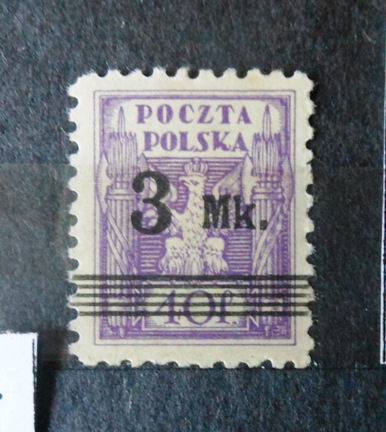 POCZTA
POLSKA
3 Mk.
40f.